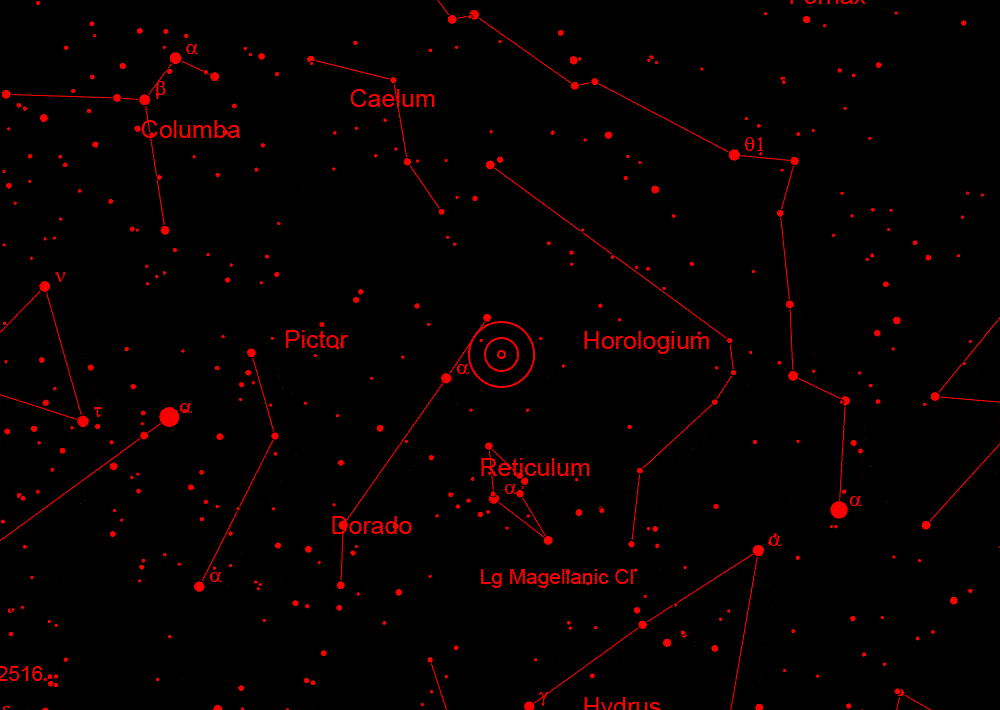 Fornax
α
β
Caelum
Columba
θ1
ν
Pictor
Horologium
α
τ
α
Reticulum
α
α
Dorado
α
α
Lg Magellanic Cl
2516
γ
Hydrus